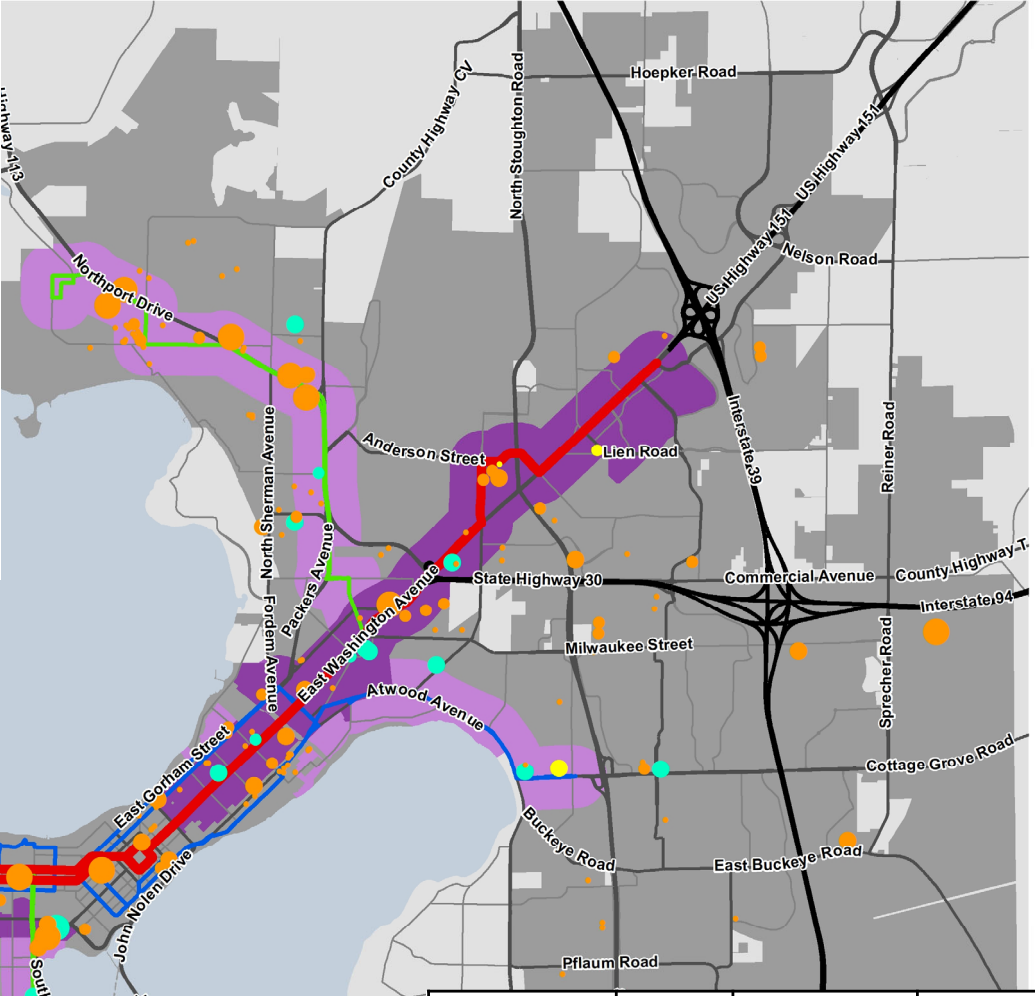 Hoepker Road
County Highway CV
North Stoughton Road
Highway 113
US Highway 151
US Highway 151
Nelson Road
Northport Drive
Interstate 39
Reiner Road
Anderson Street
Lien Road
North Sherman Avenue
Packers Avenue
State Highway 30
Commercial Avenue
County Highway T
Interstate 94
East Washington Avenue
Fordem Avenue
Milwaukee Street
Sprecher Road
Atwood Avenue
East Gorham Street
Cottage Grove Road
Buckeye Road
East Buckeye Road
John Nolen Drive
Pflaum Road
South